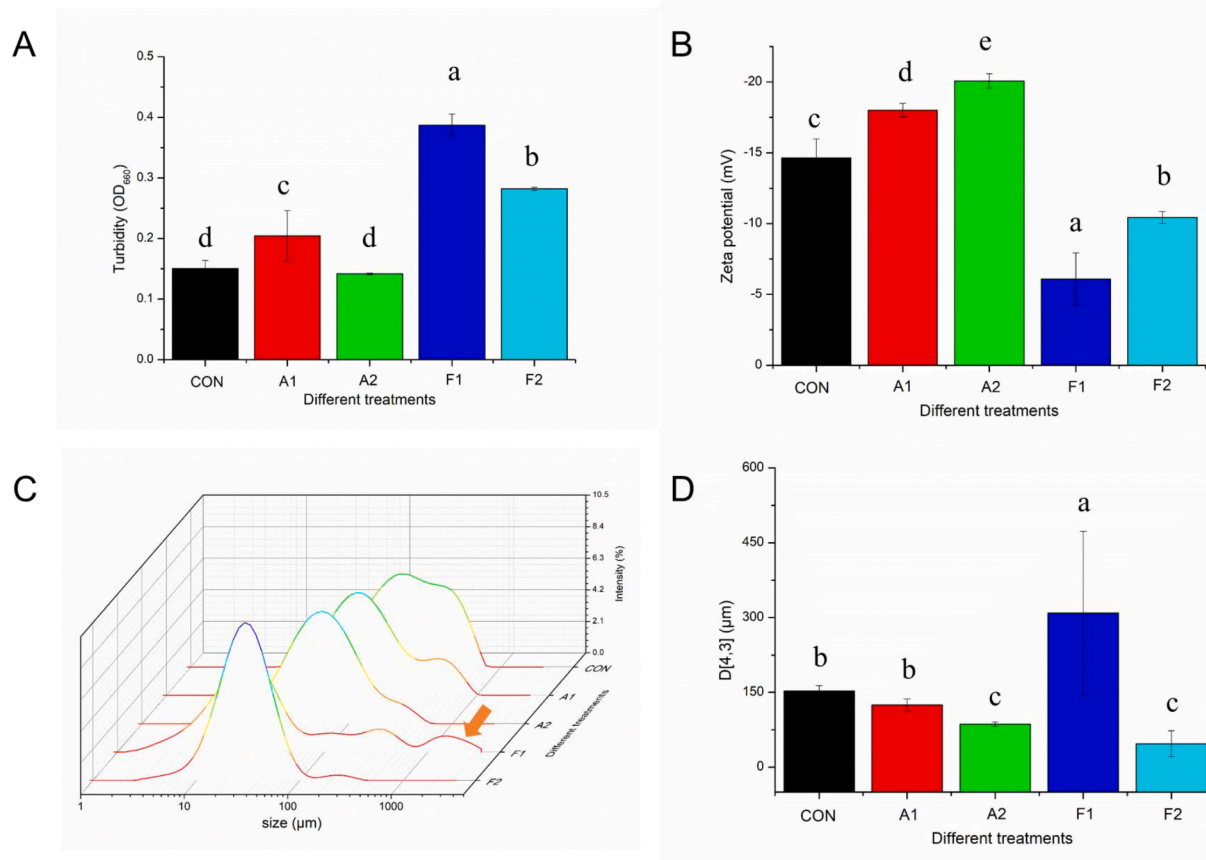 A
0.5
0.4
0.3
0.2
0.1
0.0
Turbidity (OD660)
d
c
d
a
b
CON
A1
A2
F1
F2
Different treatments
B
-20
-15
-10
-5
0
Zeta potential (mV)
c
d
e
a
b
CON
A1
A2
F1
F2
Different treatments
C
10.5
8.4
6.3
4.2
2.1
0.0
Intensity (%)
CON
A1
A2
F1
F2
Different treatments
1
10
100
1000
size (μm)
D
600
450
300
150
0
D[4,3] (μm)
b
b
c
a
c
CON
A1
A2
F1
F2
Different treatments